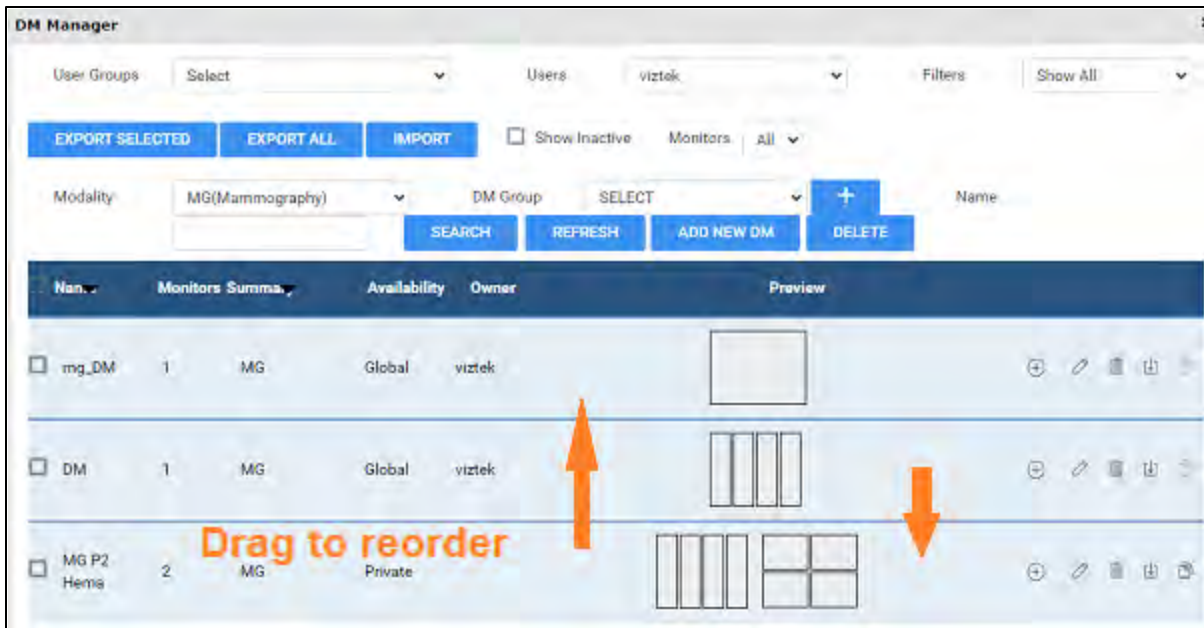 DM Manager
User Groups Select Users viztek Filters Show All
EXPORT SELECTED EXPORT ALL IMPORT Show Inactive Monitors All
Modality MG(Mammography) DM Group SELECT + Name
SEARCH REFRESH ADD NEW DM DELETE
Monitors Availability Owner Preview
mg_DM 1 MG Global viztek
DM 1 MG Global viztek
Drag to reorder
MG P2
Hema 2 MG Private